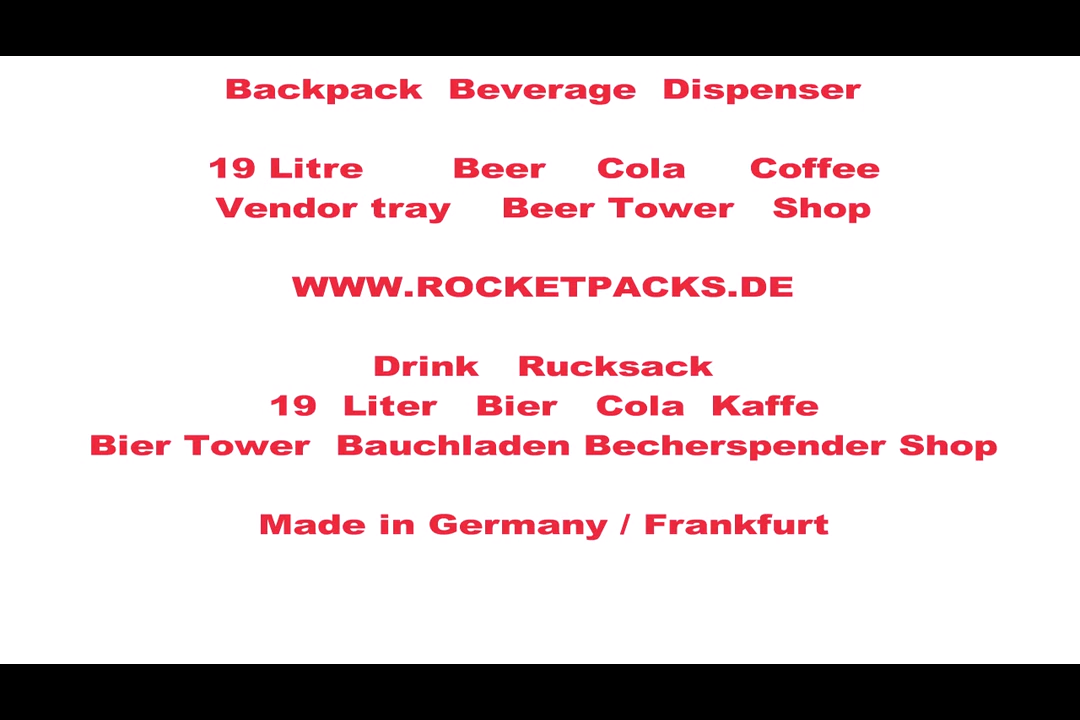 Backpack Beverage Dispenser
19 Litre Beer Cola Coffee
Vendor tray Beer Tower Shop
WWW.ROCKETPACKS.DE
Drink Rucksack
19 Liter Bier Cola Kaffe
Bier Tower Bauchladen Becherspender Shop
Made in Germany / Frankfurt